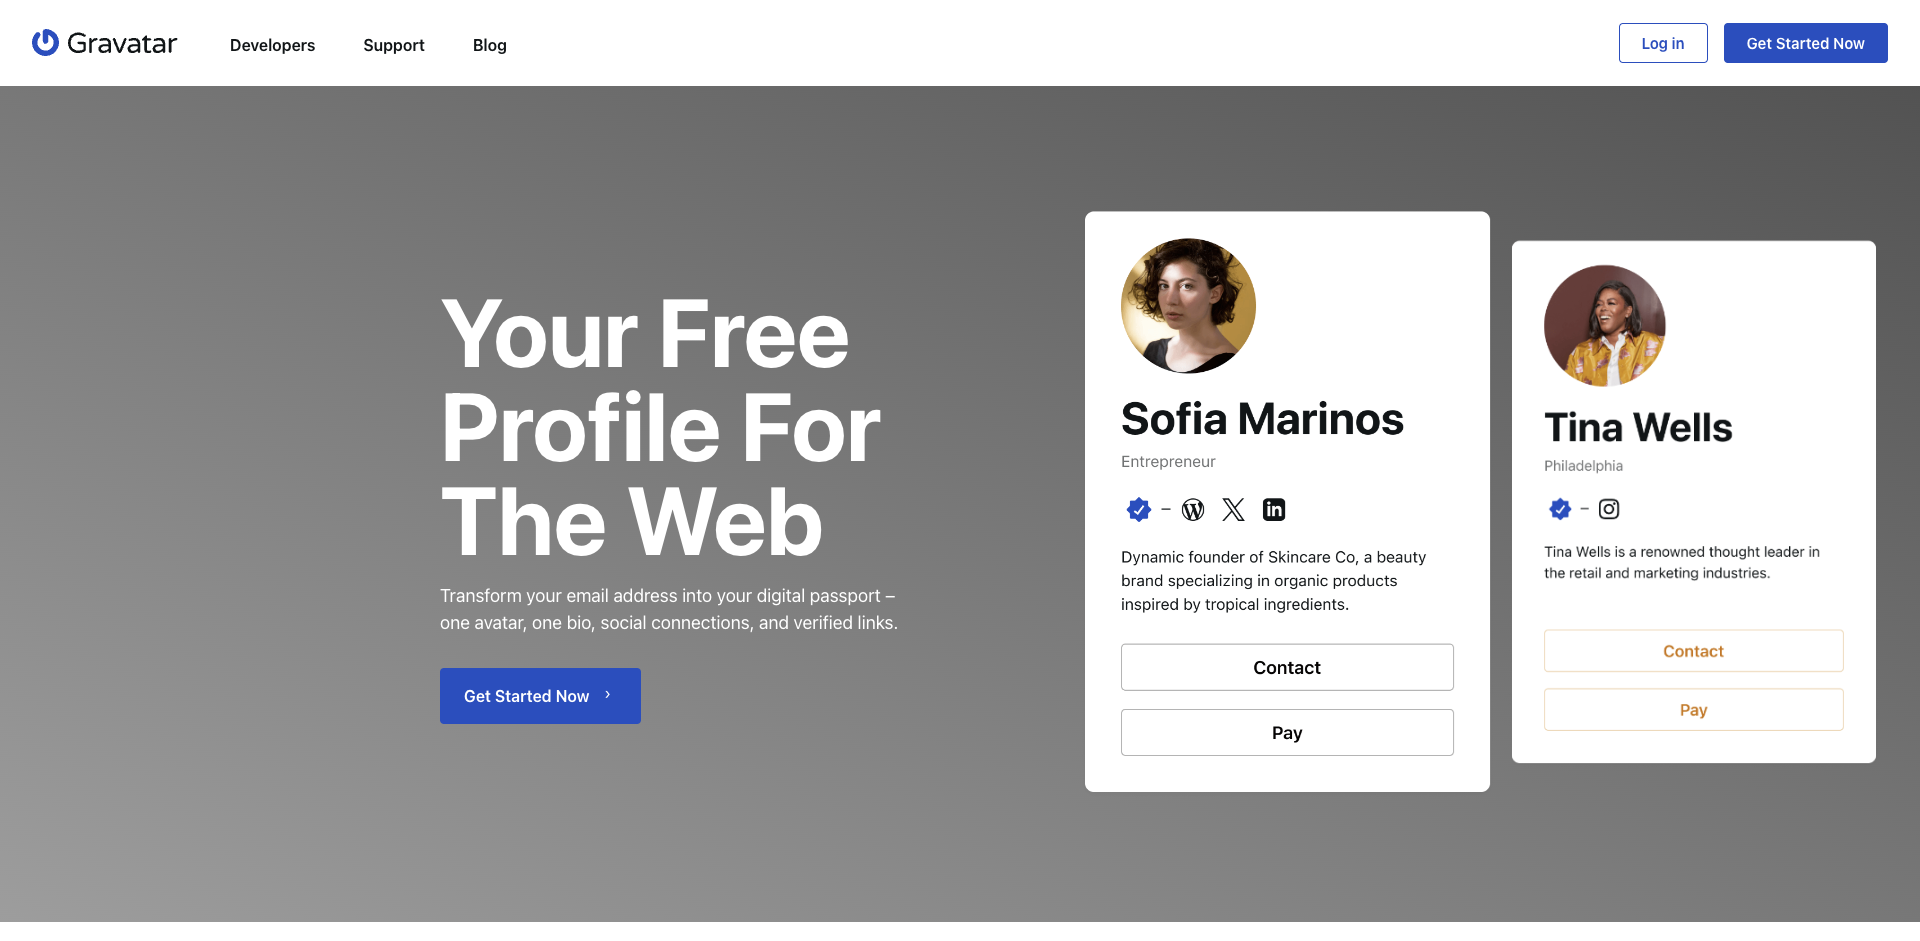 Gravatar
Developers
Support
Blog
Log in
Get Started Now
Your Free
Profile For
The Web
Transform your email address into your digital passport –
one avatar, one bio, social connections, and verified links.
Get Started Now
Sofia Marinos
Entrepreneur
Dynamic founder of Skincare Co, a beauty
brand specializing in organic products
inspired by tropical ingredients.
Contact
Pay
Tina Wells
Philadelphia
Tina Wells is a renowned thought leader in
the retail and marketing industries.
Contact
Pay